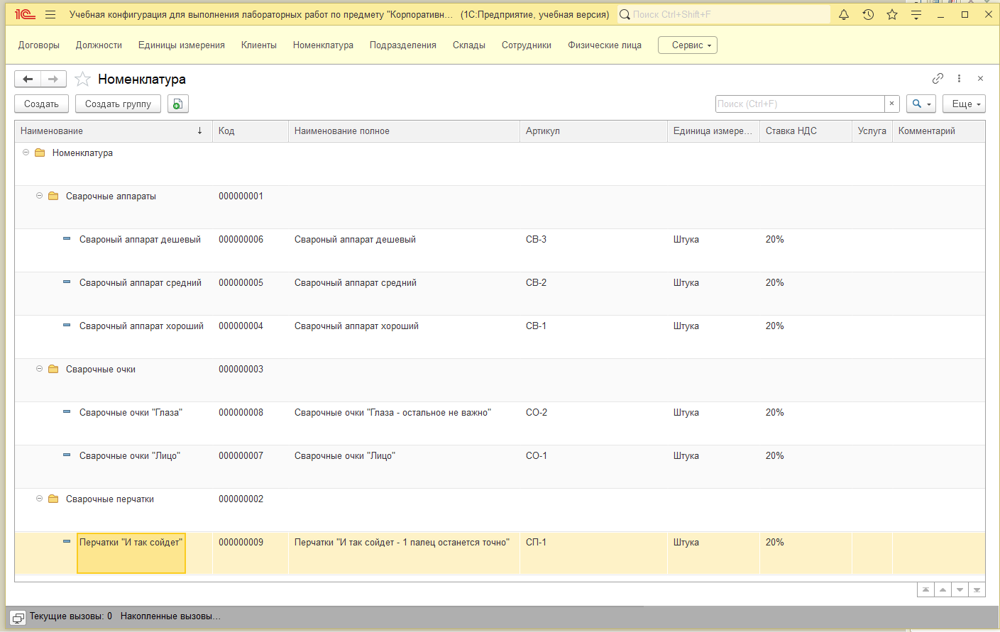 1С Учебная конфигурация для выполнения лабораторных работ по предмету "Корпоративн... (1С:Предприятие, учебная версия) Поиск Ctrl+Shift+F
Договоры Должности Единицы измерения Клиенты Номенклатура Подразделения Склады Сотрудники Физические лица Сервис
Номенклатура
Создать Создать группу Поиск (Ctrl+F) × Еще
Наименование ↓ Код Наименование полное Артикул Единица измере... Ставка НДС Услуга Комментарий
Номенклатура
Сварочные аппараты 000000001
Свароный аппарат дешевый 000000006 Свароный аппарат дешевый СВ-3 Штука 20%
Сварочный аппарат средний 000000005 Сварочный аппарат средний СВ-2 Штука 20%
Сварочный аппарат хороший 000000004 Сварочный аппарат хороший СВ-1 Штука 20%
Сварочные очки 000000003
Сварочные очки "Глаза" 000000008 Сварочные очки "Глаза - остальное не важно" СО-2 Штука 20%
Сварочные очки "Лицо" 000000007 Сварочные очки "Лицо" СО-1 Штука 20%
Сварочные перчатки 000000002
Перчатки "И так сойдет" 000000009 Перчатки "И так сойдет - 1 палец останется точно" СП-1 Штука 20%
Текущие вызовы: 0 Накопленные вызовы...